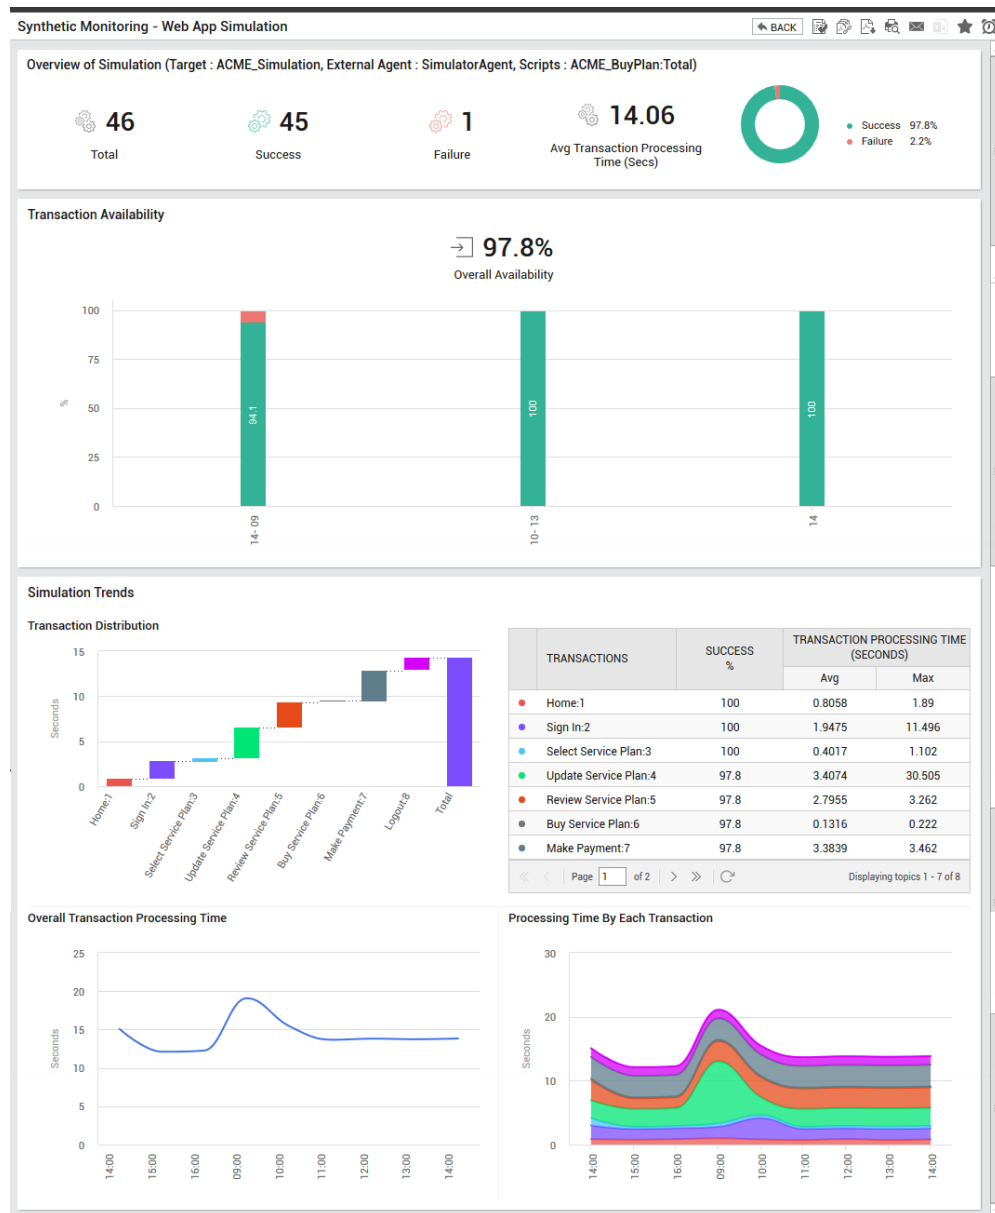 Synthetic Monitoring - Web App Simulation
BACK
Overview of Simulation (Target : ACME_Simulation, External Agent : SimulatorAgent, Scripts : ACME_BuyPlan:Total)
46
Total
45
Success
1
Failure
14.06
Avg Transaction Processing
Time (Secs)
Success 97.8%
Failure 2.2%
Transaction Availability
97.8%
Overall Availability
100
75
50
25
0
%
94.1
100
100
14- 09
10- 13
14
Simulation Trends
Transaction Distribution
15
10
5
0
Seconds
Home:1
Sign In:2
Select Service Plan:3
Update Service Plan:4
Review Service Plan:5
Buy Service Plan:6
Make Payment:7
Logout:8
Total
TRANSACTIONS
SUCCESS
%
TRANSACTION PROCESSING TIME
(SECONDS)
Avg Max
Home:1 100 0.8058 1.89
Sign In:2 100 1.9475 11.496
Select Service Plan:3 100 0.4017 1.102
Update Service Plan:4 97.8 3.4074 30.505
Review Service Plan:5 97.8 2.7955 3.262
Buy Service Plan:6 97.8 0.1316 0.222
Make Payment:7 97.8 3.3839 3.462
Page 1 of 2
Displaying topics 1 - 7 of 8
Overall Transaction Processing Time
25
20
15
10
5
0
Seconds
14:00
15:00
16:00
09:00
10:00
11:00
12:00
13:00
14:00
Processing Time By Each Transaction
30
20
10
0
Seconds
14:00
15:00
16:00
09:00
10:00
11:00
12:00
13:00
14:00